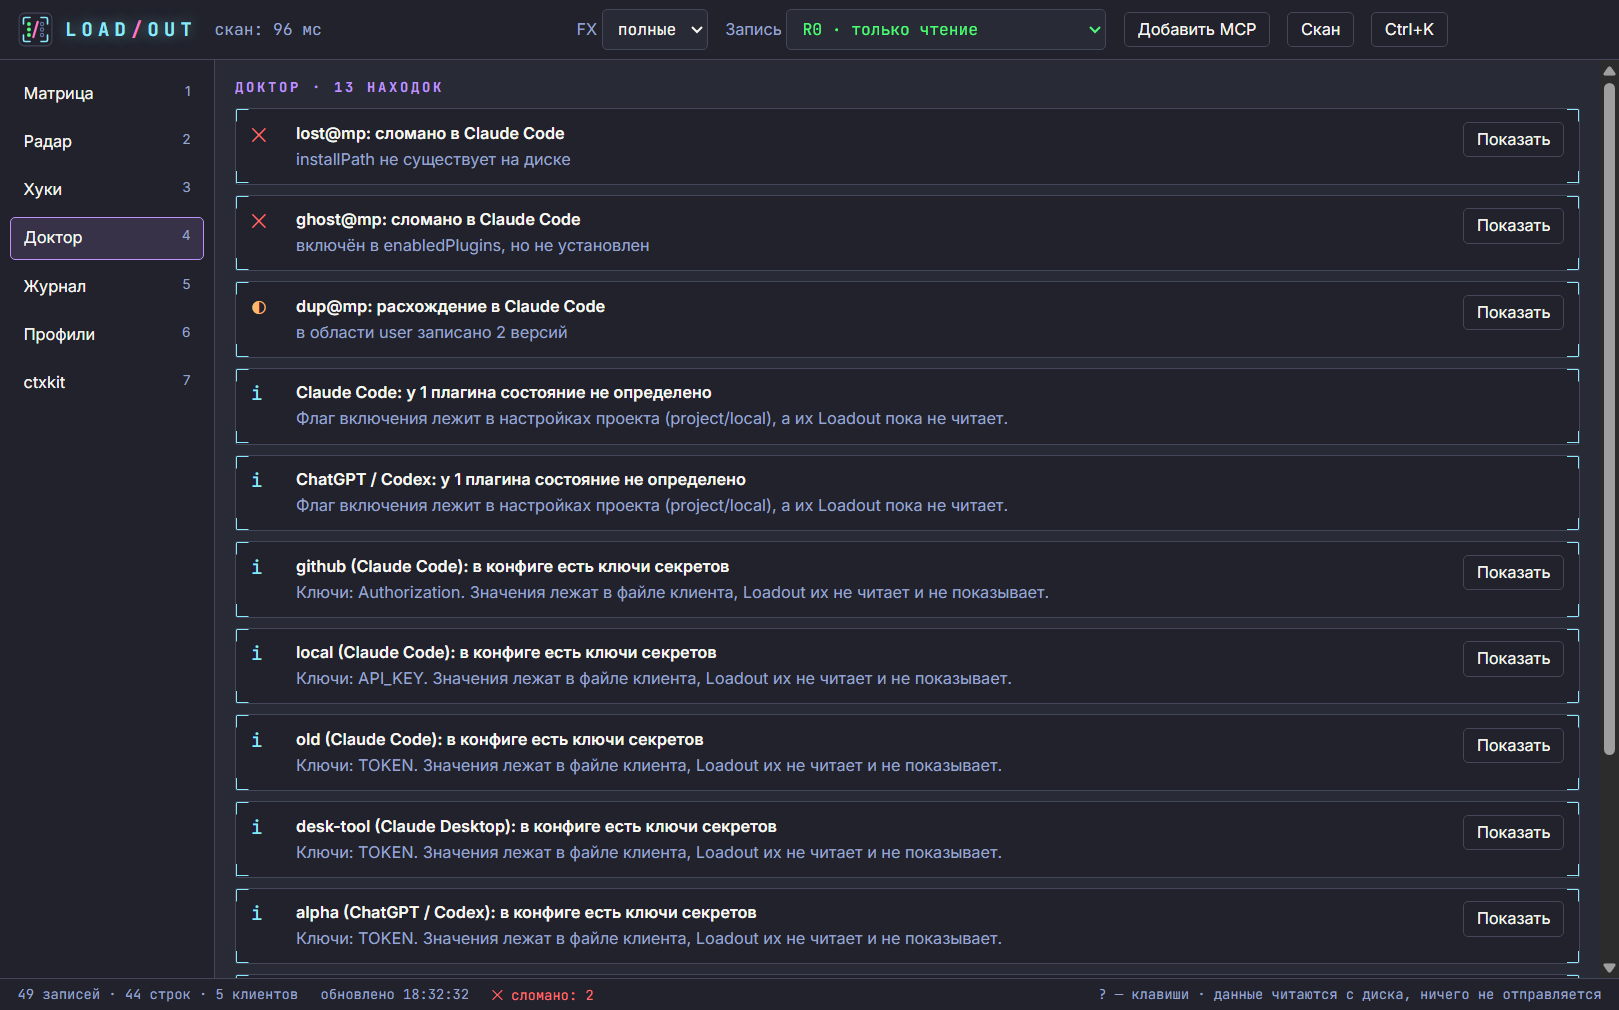 LOAD/OUT
скан: 96 мс
FX
полные
Запись
R0 · только чтение
Добавить MCP
Скан
Ctrl+K
Матрица 1
Радар 2
Хуки 3
Доктор 4
Журнал 5
Профили 6
ctxkit 7
ДОКТОР · 13 НАХОДОК
lost@mp: сломано в Claude Code
installPath не существует на диске
Показать
ghost@mp: сломано в Claude Code
включён в enabledPlugins, но не установлен
Показать
dup@mp: расхождение в Claude Code
в области user записано 2 версий
Показать
i
Claude Code: у 1 плагина состояние не определено
Флаг включения лежит в настройках проекта (project/local), а их Loadout пока не читает.
i
ChatGPT / Codex: у 1 плагина состояние не определено
Флаг включения лежит в настройках проекта (project/local), а их Loadout пока не читает.
i
github (Claude Code): в конфиге есть ключи секретов
Ключи: Authorization. Значения лежат в файле клиента, Loadout их не читает и не показывает.
Показать
i
local (Claude Code): в конфиге есть ключи секретов
Ключи: API_KEY. Значения лежат в файле клиента, Loadout их не читает и не показывает.
Показать
i
old (Claude Code): в конфиге есть ключи секретов
Ключи: TOKEN. Значения лежат в файле клиента, Loadout их не читает и не показывает.
Показать
i
desk-tool (Claude Desktop): в конфиге есть ключи секретов
Ключи: TOKEN. Значения лежат в файле клиента, Loadout их не читает и не показывает.
Показать
i
alpha (ChatGPT / Codex): в конфиге есть ключи секретов
Ключи: TOKEN. Значения лежат в файле клиента, Loadout их не читает и не показывает.
Показать
49 записей · 44 строк · 5 клиентов
обновлено 18:32:32
сломано: 2
? — клавиши · данные читаются с диска, ничего не отправляется